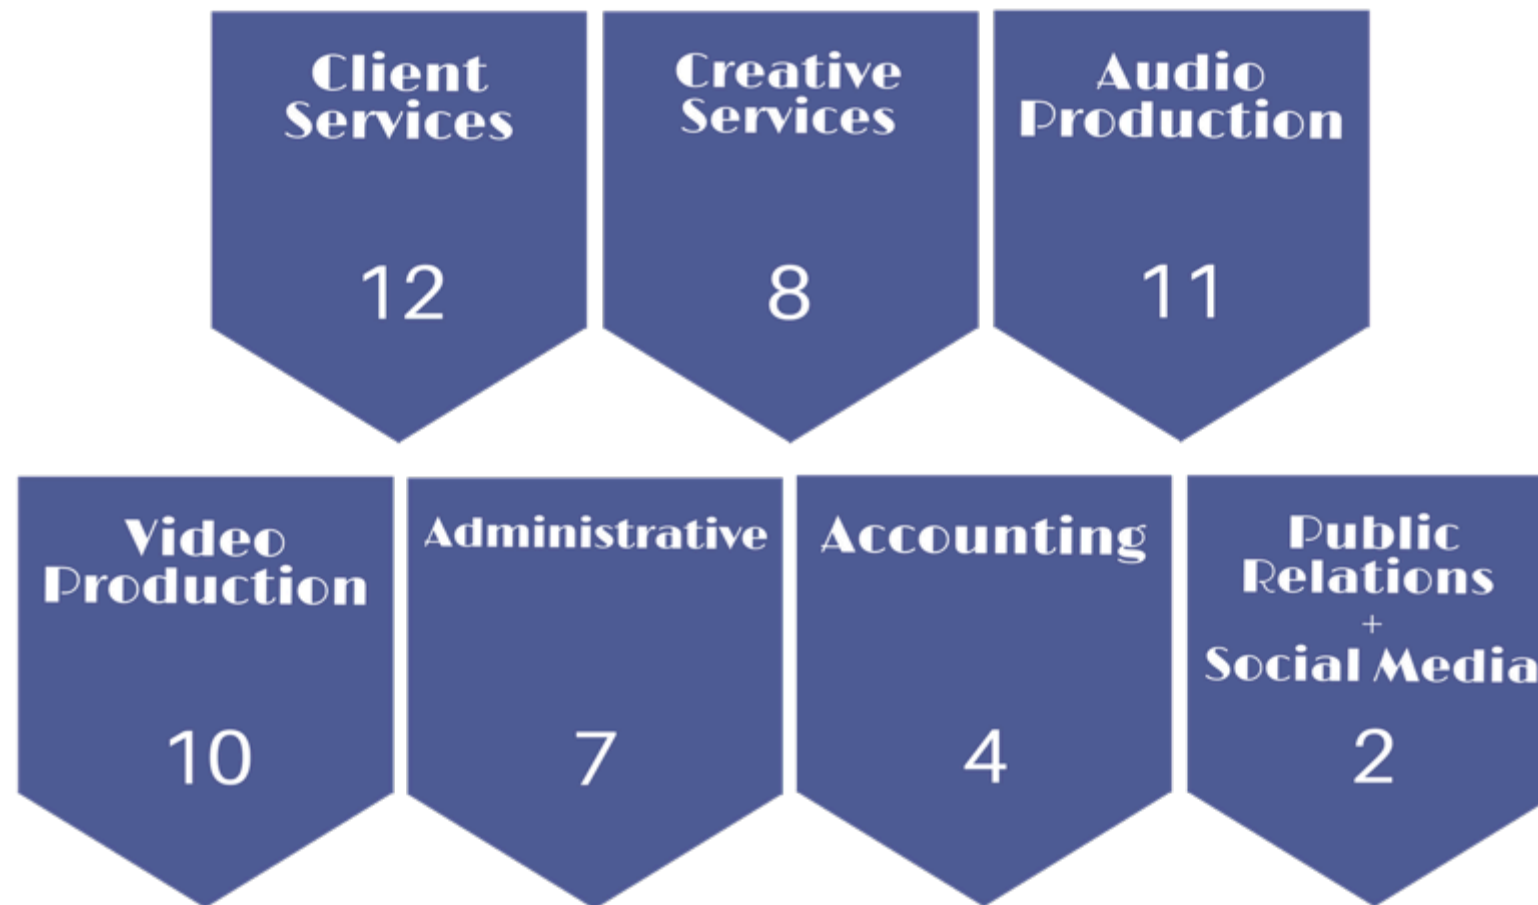 Client
Services
12
Creative
Services
8
Audio
Production
11
Video
Production
10
Administrative
7
Accounting
4
Public
Relations
+
Social Media
2